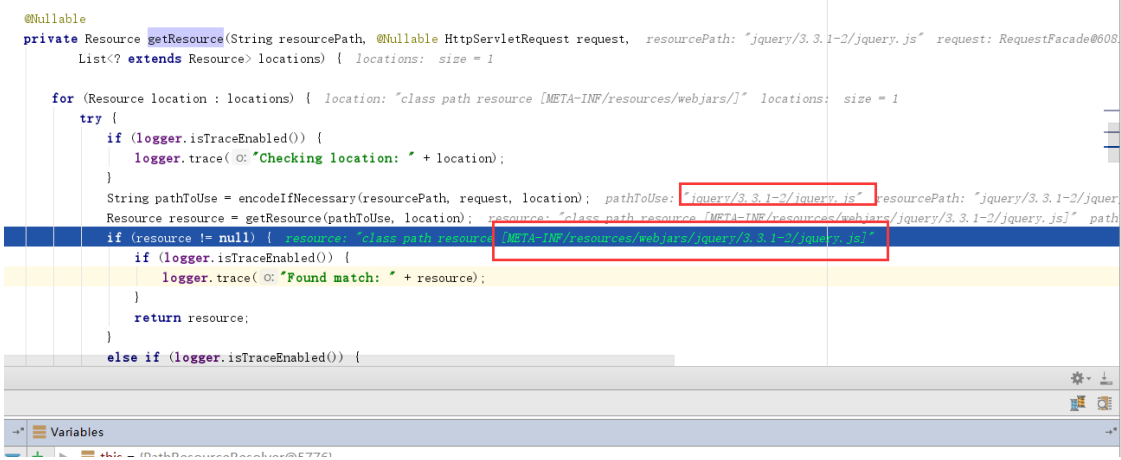 @Nullable
private Resource getResource(String resourcePath, @Nullable HttpServletRequest request, resourcePath: "jquery/3.3.1-2/jquery.js" request: RequestFacade@608
List<? extends Resource> locations) { locations: size = 1
for (Resource location : locations) { location: "class path resource [META-INF/resources/webjars/]" locations: size = 1
try {
if (logger.isTraceEnabled()) {
logger.trace( o: "Checking location: " + location);
}
String pathToUse = encodeIfNecessary(resourcePath, request, location); pathToUse: "jquery/3.3.1-2/jquery.js" resourcePath: "jquery/3.3.1-2/jquer
Resource resource = getResource(pathToUse, location); resource: "class path resource [META-INF/resources/webjars/jquery/3.3.1-2/jquery.js]" path
if (resource != null) { resource: "class path resource [META-INF/resources/webjars/jquery/3.3.1-2/jquery.js]"
if (logger.isTraceEnabled()) {
logger.trace( o: "Found match: " + resource);
}
return resource;
}
else if (logger.isTraceEnabled()) {
Variables
this = {PathResourceResolver@5776}